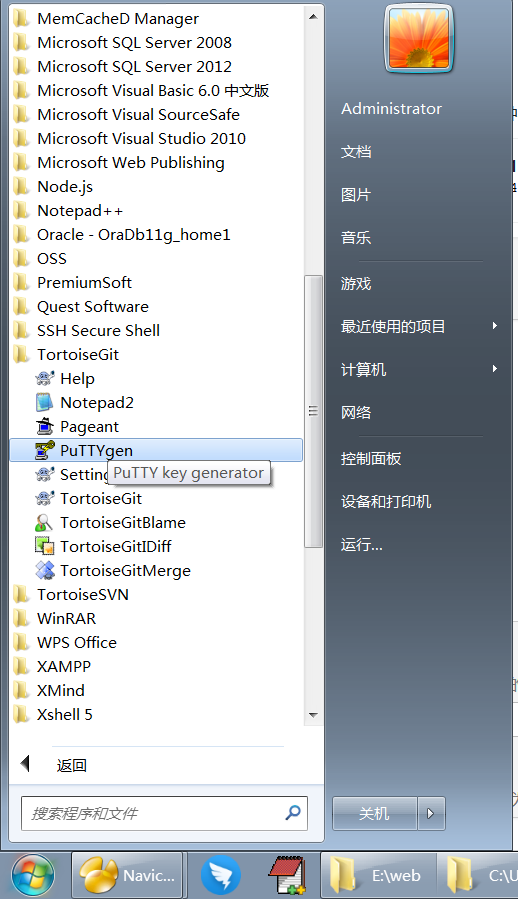 MemCacheD Manager
Microsoft SQL Server 2008
Microsoft SQL Server 2012
Microsoft Visual Basic 6.0 中文版
Microsoft Visual SourceSafe
Microsoft Visual Studio 2010
Microsoft Web Publishing
Node.js
Notepad++
Oracle - OraDb11g_home1
OSS
PremiumSoft
Quest Software
SSH Secure Shell
TortoiseGit
Help
Notepad2
Pageant
PuTTYgen
Setting
PuTTY key generator
TortoiseGit
TortoiseGitBlame
TortoiseGitIDiff
TortoiseGitMerge
TortoiseSVN
WinRAR
WPS Office
XAMPP
XMind
Xshell 5
返回
搜索程序和文件
Administrator
文档
图片
音乐
游戏
最近使用的项目
计算机
网络
控制面板
设备和打印机
运行...
关机
Navic...
E:\web
C:\U